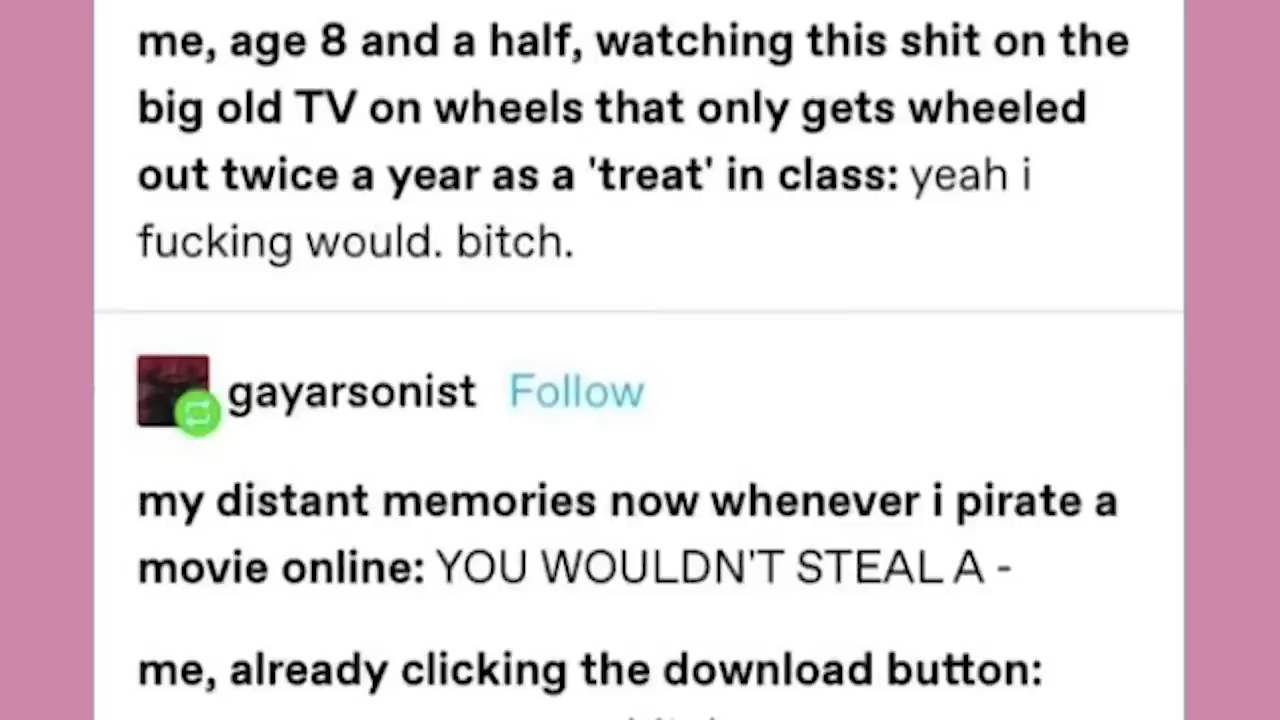 me, age 8 and a half, watching this shit on the
big old TV on wheels that only gets wheeled
out twice a year as a 'treat' in class: yeah i
fucking would. bitch.
gayarsonist Follow
my distant memories now whenever i pirate a
movie online: YOU WOULDN'T STEAL A -
me, already clicking the download button: